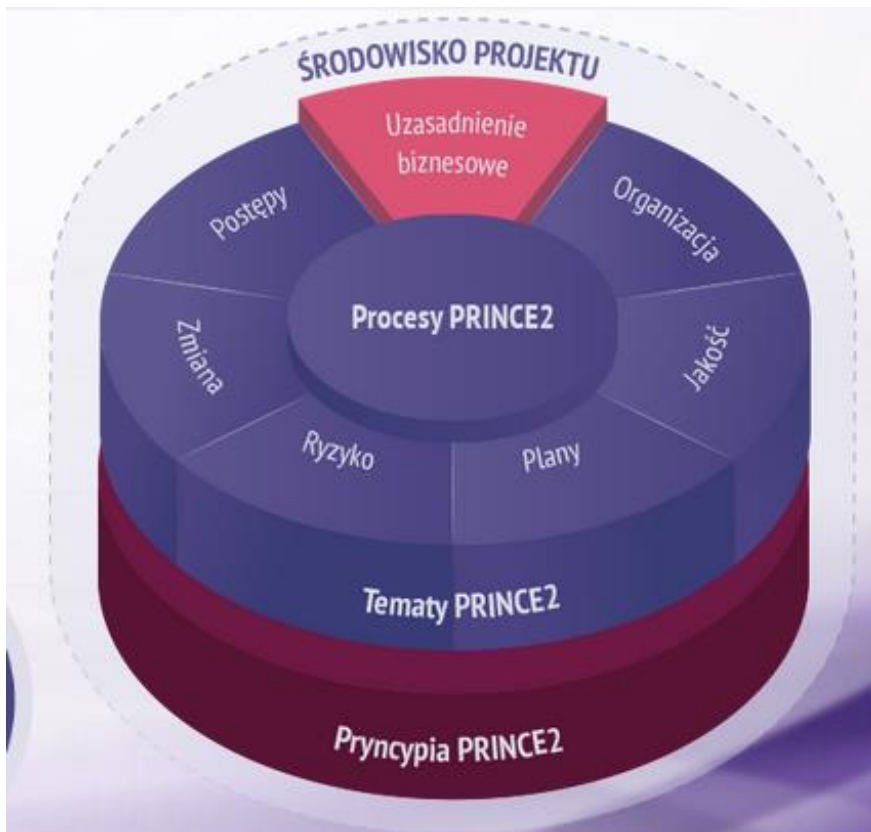 ŚRODOWISKO PROJEKTU
Uzasadnienie
biznesowe
Postępy
Organizacja
Procesy PRINCE2
Zmiana
Jakość
Ryzyko
Plany
Tematy PRINCE2
Pryncypia PRINCE2